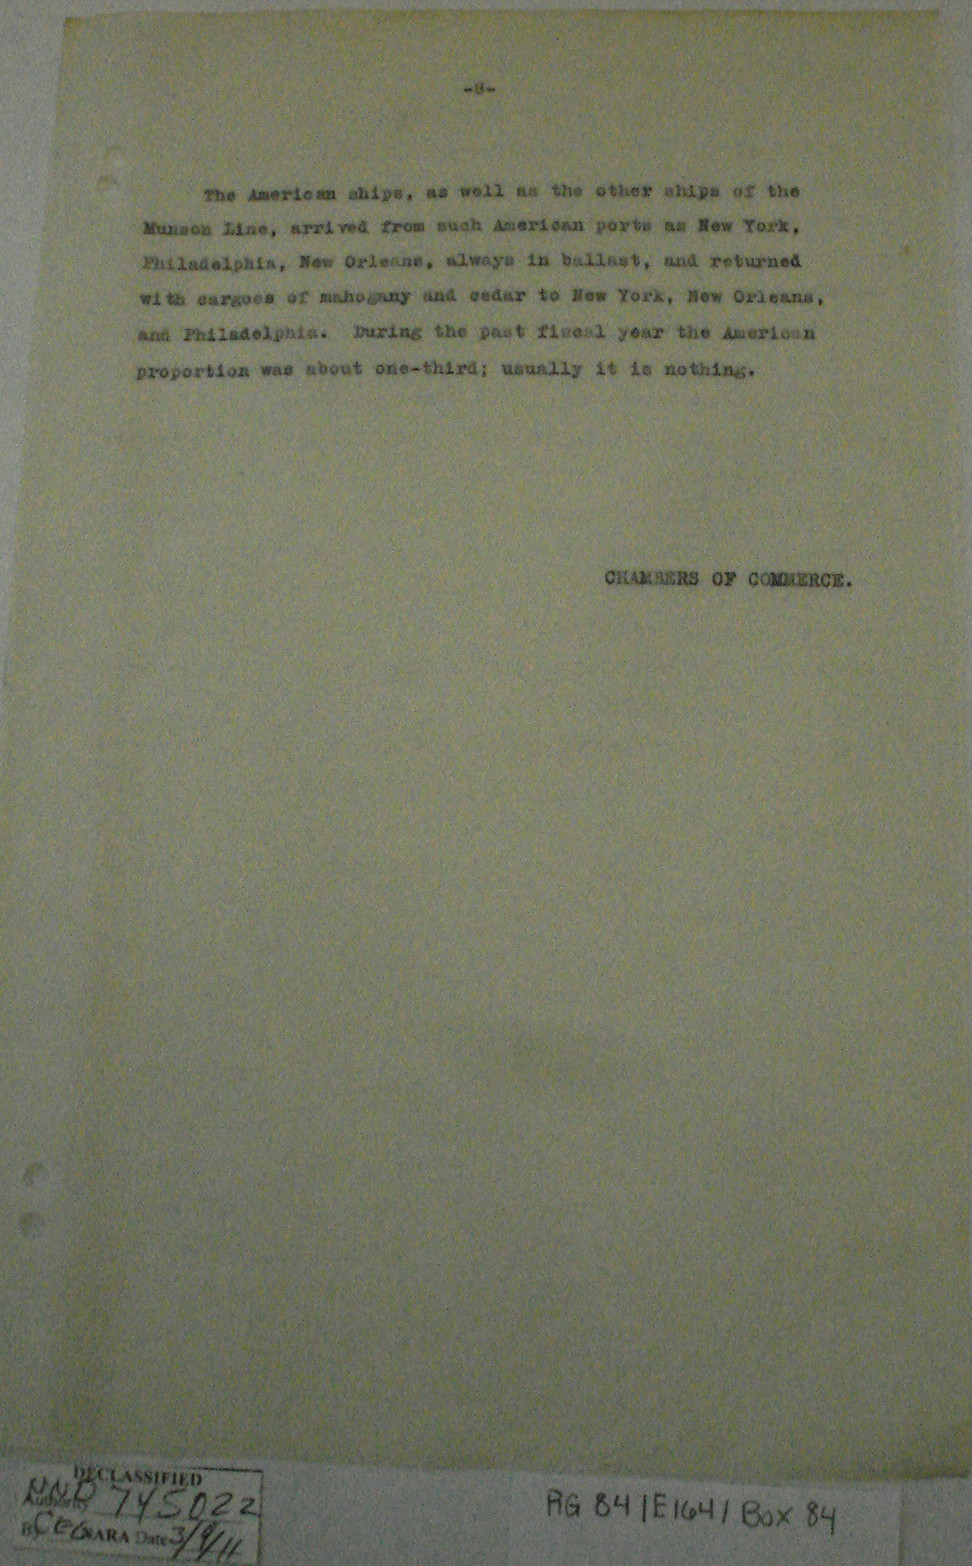 -8-
The American ships, as well as the other ships of the
Munson Line, arrived from such American ports as New York,
Philadelphia, New Orleans, always in ballast, and returned
with cargoes of mahogany and cedar to New York, New Orleans,
and Philadelphia. During the past fiscal year the American
proportion was about one-third; usually it is nothing.
CHAMBERS OF COMMERCE.
DECLASSIFIED
Authority NND 745022
By NARA Date 3/9/11
RG 84/E164/ Box 84